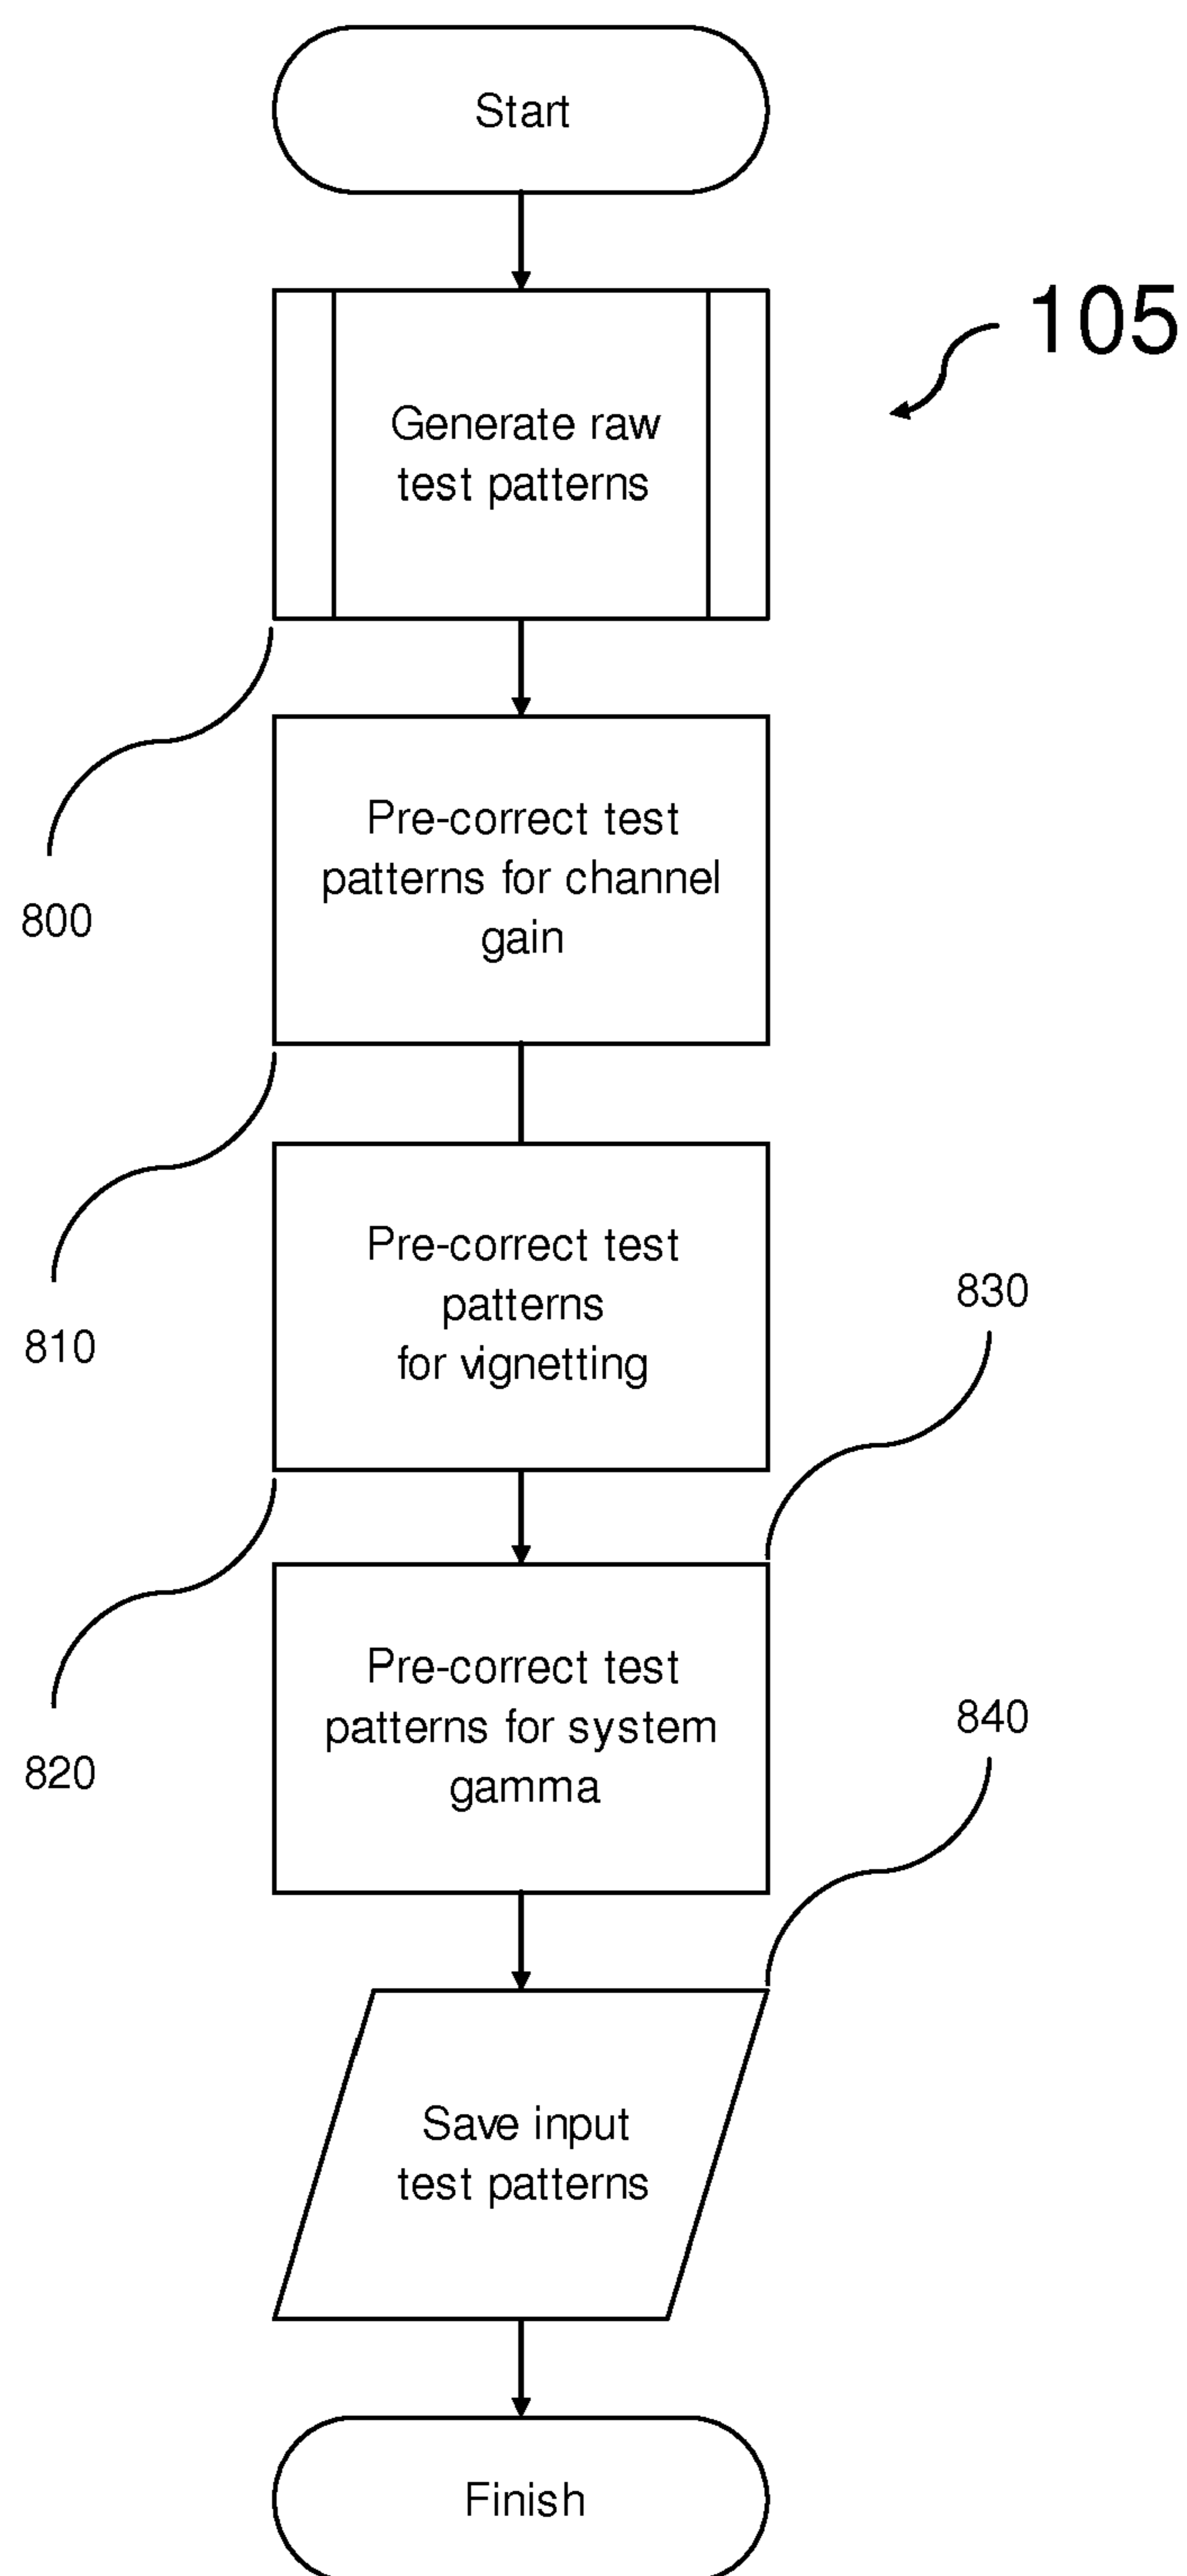 Start
105
Generate raw
test patterns
800
Pre-correct test
patterns for channel
gain
810
Pre-correct test
patterns
for vignetting
830
820
Pre-correct test
patterns for system
gamma
840
Save input
test patterns
Finish